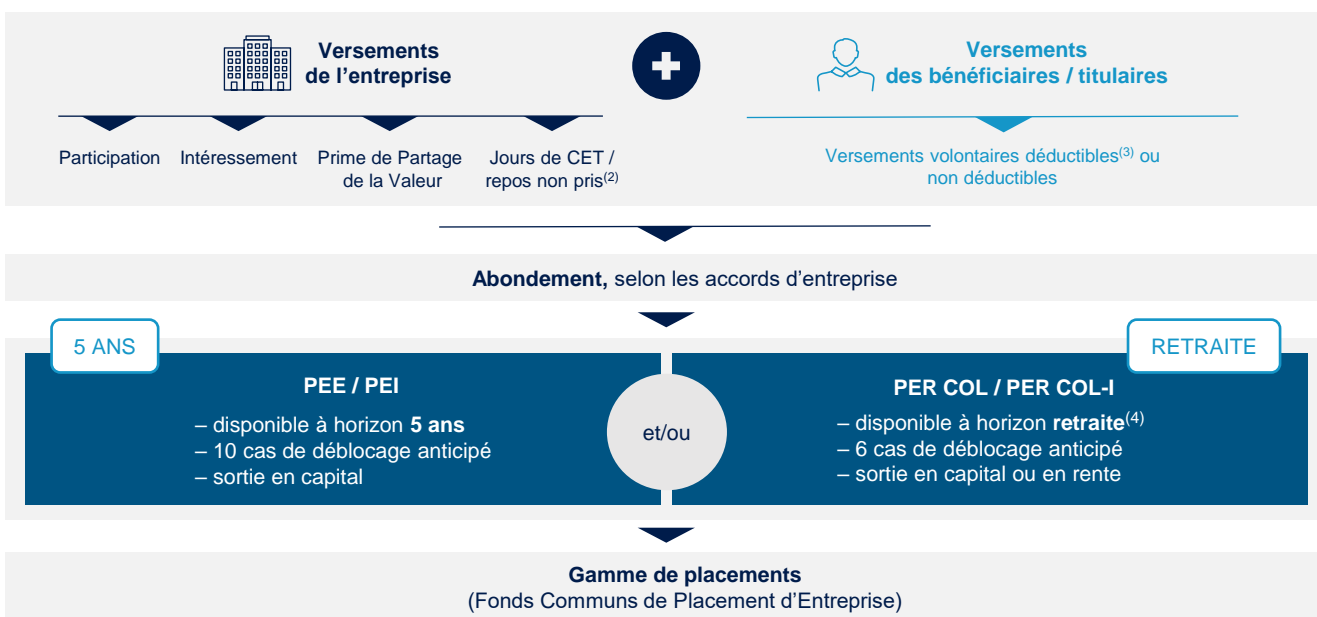 Versements
de l'entreprise
Versements
des bénéficiaires / titulaires
Participation
Intéressement
Prime de Partage
de la Valeur
Jours de CET /
repos non pris(2)
Versements volontaires déductibles(3) ou
non déductibles
Abondement, selon les accords d'entreprise
5 ANS
PEE / PEI
– disponible à horizon 5 ans
– 10 cas de déblocage anticipé
– sortie en capital
et/ou
RETRAITE
PER COL / PER COL-I
– disponible à horizon retraite(4)
– 6 cas de déblocage anticipé
– sortie en capital ou en rente
Gamme de placements
(Fonds Communs de Placement d'Entreprise)